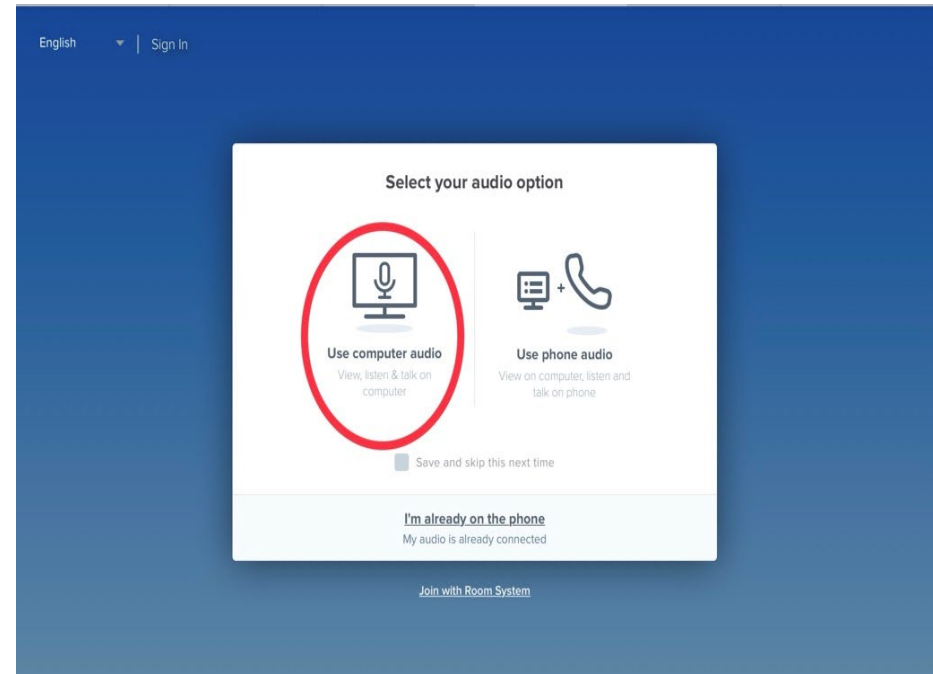 English
Sign In
Select your audio option
Use computer audio
View, listen & talk on
computer
Use phone audio
View on computer, listen and
talk on phone
Save and skip this next time
I'm already on the phone
My audio is already connected
Join with Room System